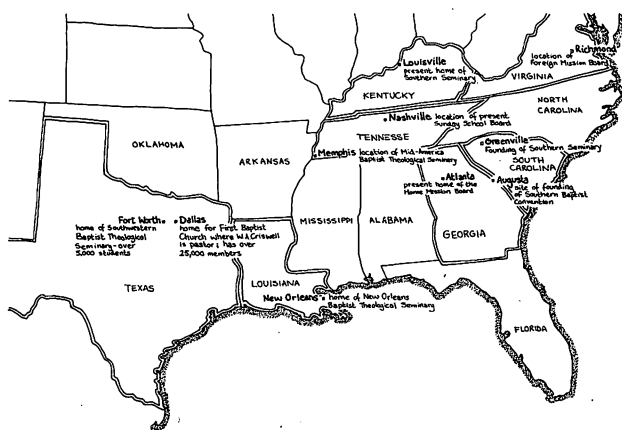 Richmond
location of
Foreign Mission Board
Louisville
present home of
Southern Seminary
VIRGINIA
KENTUCKY
NORTH
CAROLINA
Nashville location of present
Sunday School Board
TENNESSE
OKLAHOMA
ARKANSAS
Memphis location of Mid-America
Baptist Theological Seminary
Greenville
Founding of Southern Seminary
SOUTH
CAROLINA
Atlanta
present home of the
Home Mission Board
Augusta
site of founding
of Southern Baptist
Convention
Fort Worth
home of Southwestern
Baptist Theological
Seminary-over
5,000 students
Dallas
home for First Baptist
Church where W.A.Criswell
is pastor; has over
25,000 members
MISSISSIPPI
ALABAMA
GEORGIA
TEXAS
LOUISIANA
New Orleans home of New Orleans
Baptist Theological Seminary
FLORIDA